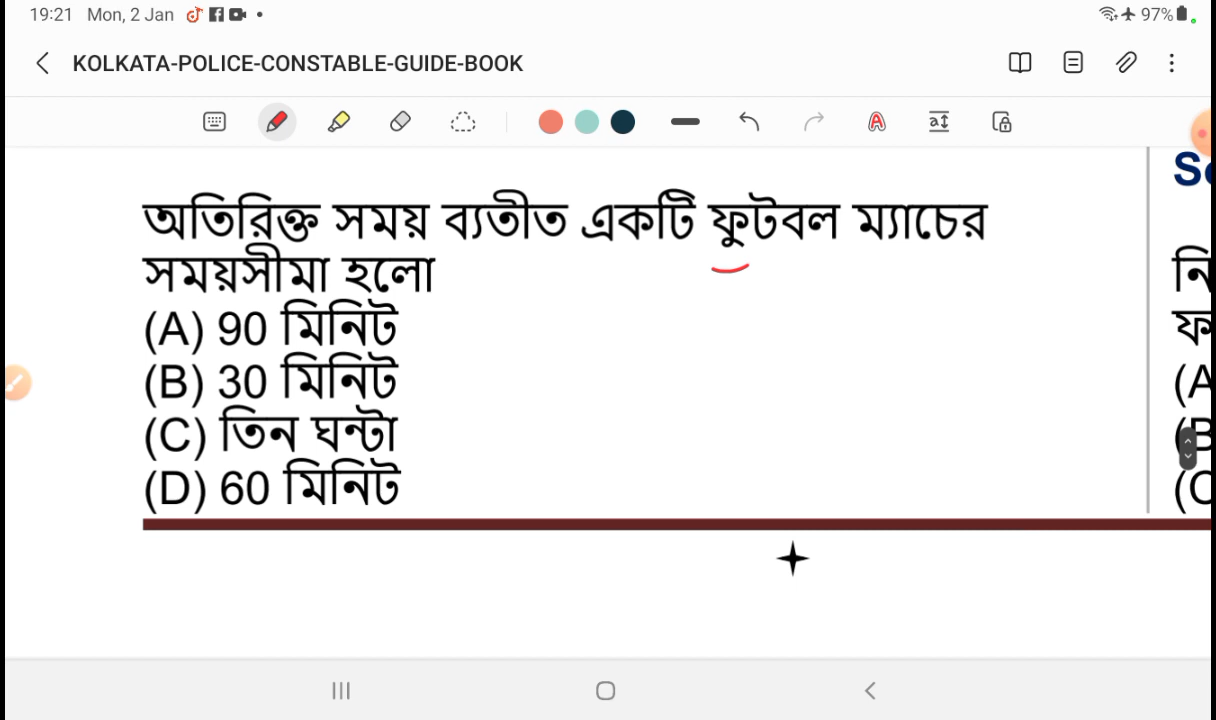 19:21 Mon, 2 Jan 97%
KOLKATA-POLICE-CONSTABLE-GUIDE-BOOK
অতিরিক্ত সময় ব্যতীত একটি ফুটবল ম্যাচের
সময়সীমা হলো
(A) 90 মিনিট
(B) 30 মিনিট
(C) তিন ঘন্টা
(D) 60 মিনিট
নি
(A
(B